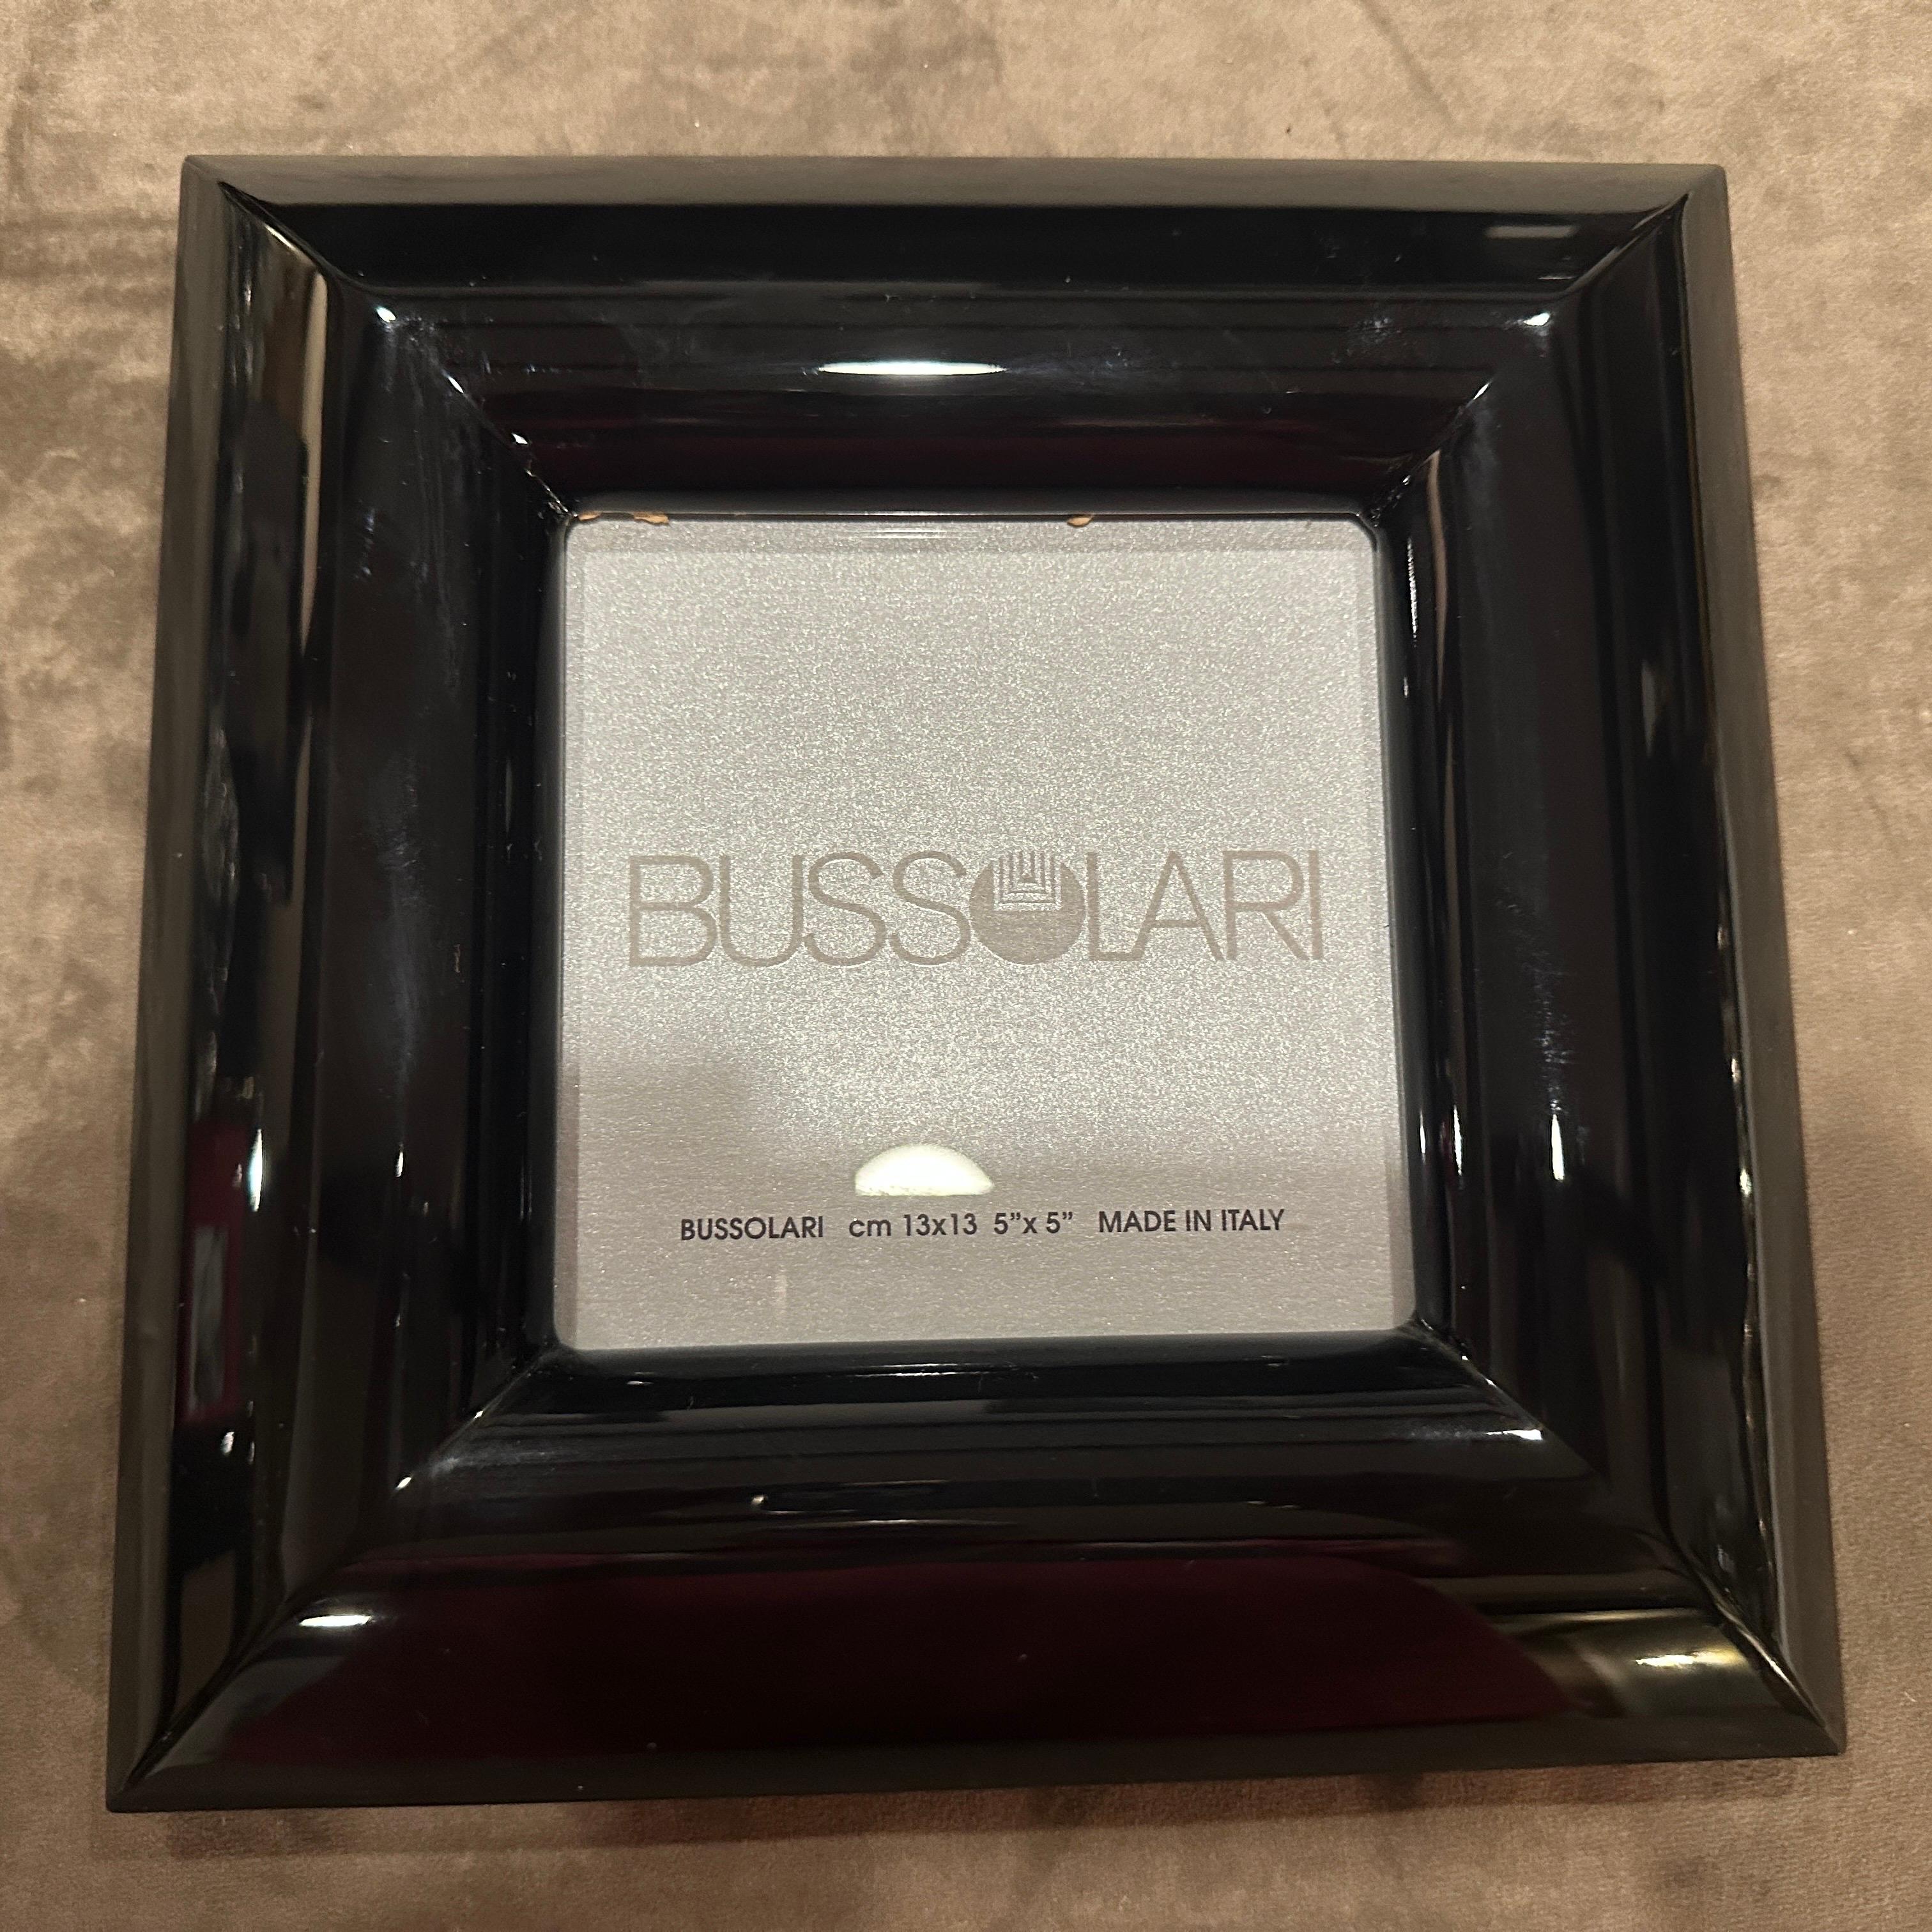 BUSSOLARI
BUSSOLARI cm 13x13 5”x 5” MADE IN ITALY